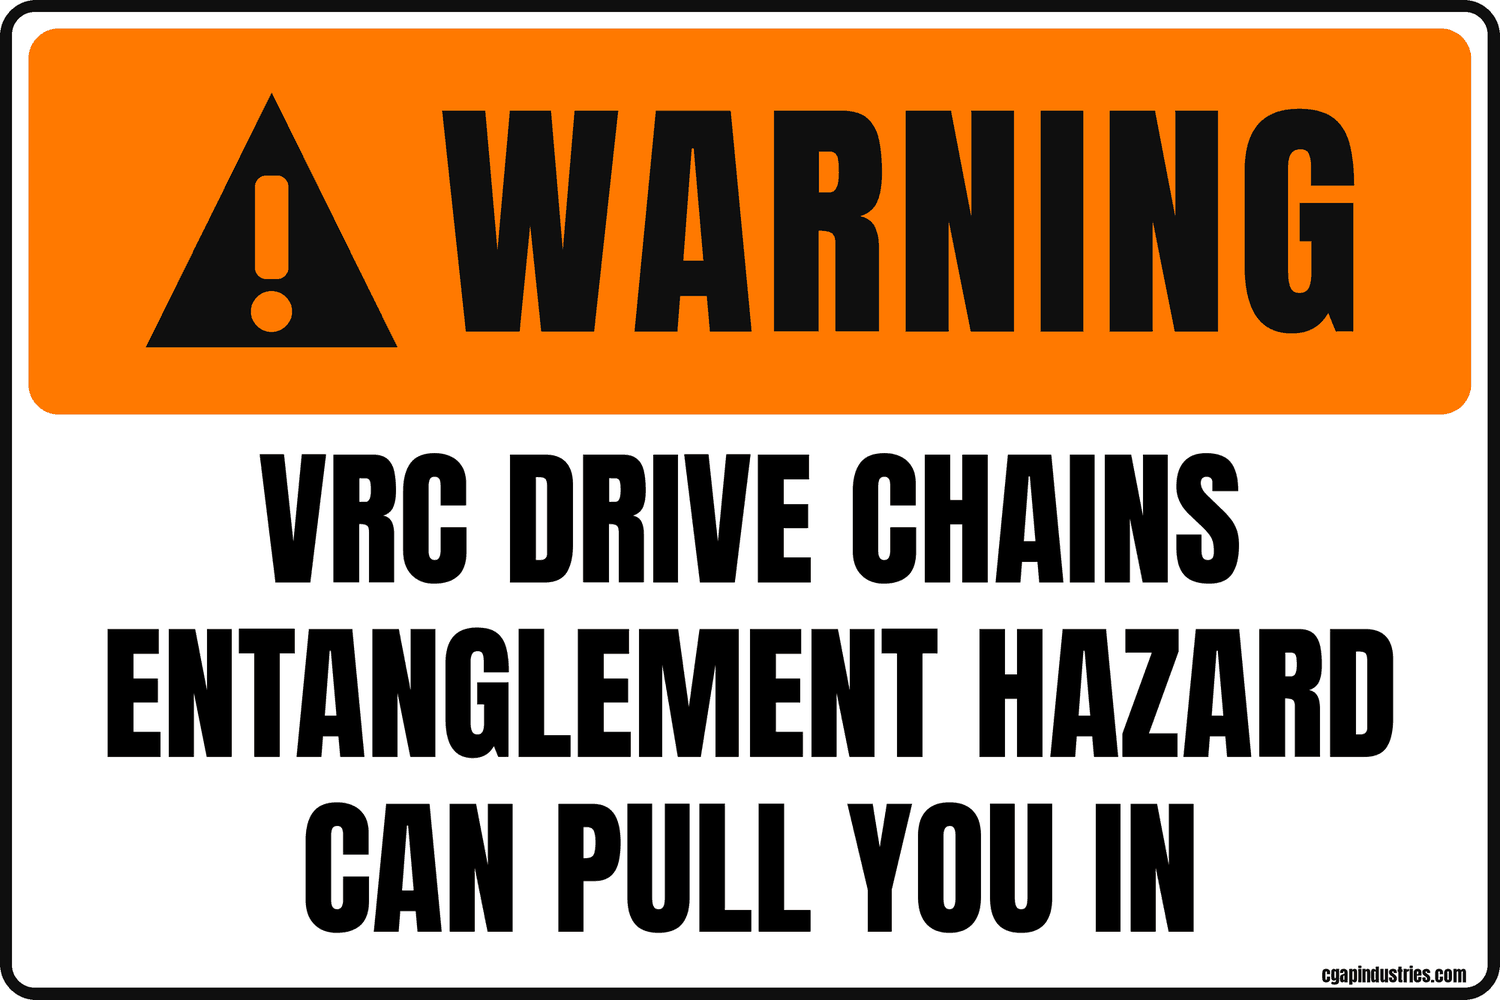 WARNING
VRC DRIVE CHAINS
ENTANGLEMENT HAZARD
CAN PULL YOU IN
cgapindustries.com